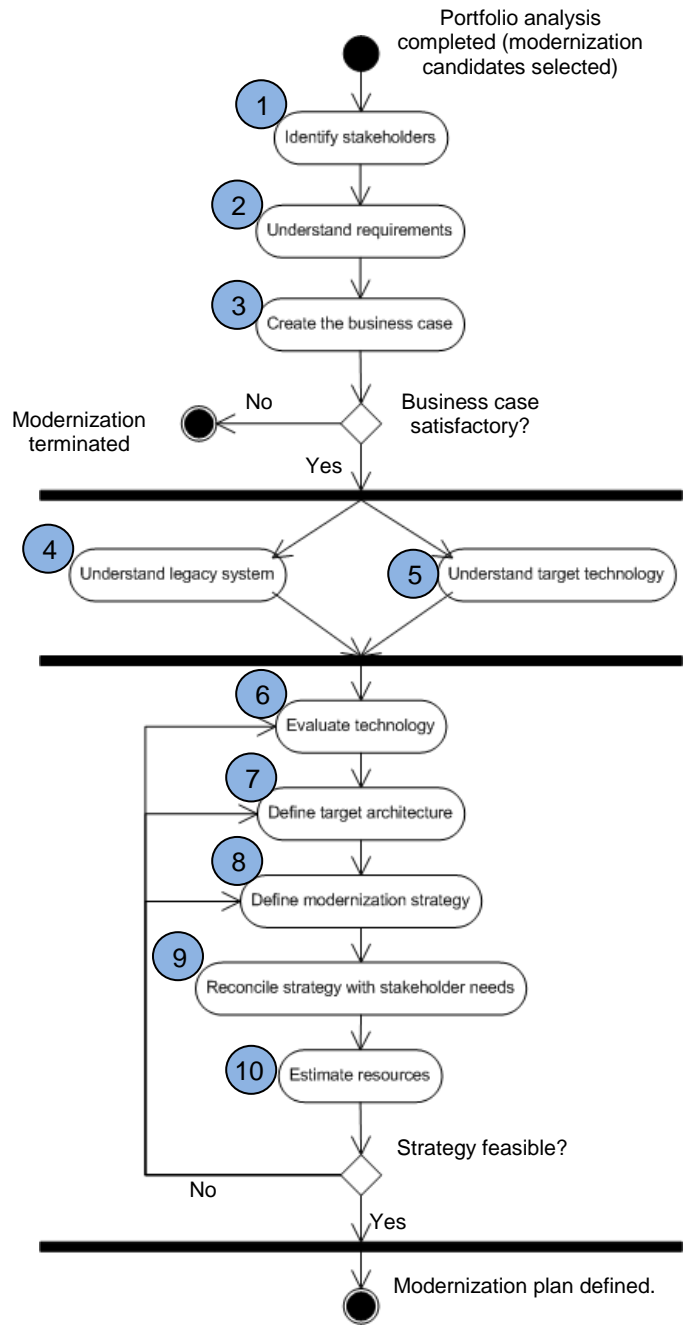 Portfolio analysis
completed (modernization
candidates selected)
1
Identify stakeholders
2
Understand requirements
3
Create the business case
No
Business case
satisfactory?
Modernization
terminated
Yes
4
Understand legacy system
5
Understand target technology
6
Evaluate technology
7
Define target architecture
8
Define modernization strategy
9
Reconcile strategy with stakeholder needs
10
Estimate resources
Strategy feasible?
No
Yes
Modernization plan defined.